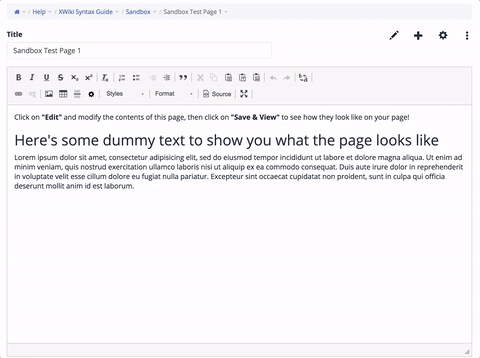 Help / XWiki Syntax Guide / Sandbox / Sandbox Test Page 1
Title
Sandbox Test Page 1
B I U S x₂ x² Ix
Styles Format Source
Click on "Edit" and modify the contents of this page, then click on "Save & View" to see how they look like on your page!
Here's some dummy text to show you what the page looks like
Lorem ipsum dolor sit amet, consectetur adipisicing elit, sed do eiusmod tempor incididunt ut labore et dolore magna aliqua. Ut enim ad
minim veniam, quis nostrud exercitation ullamco laboris nisi ut aliquip ex ea commodo consequat. Duis aute irure dolor in reprehenderit
in voluptate velit esse cillum dolore eu fugiat nulla pariatur. Excepteur sint occaecat cupidatat non proident, sunt in culpa qui officia
deserunt mollit anim id est laborum.